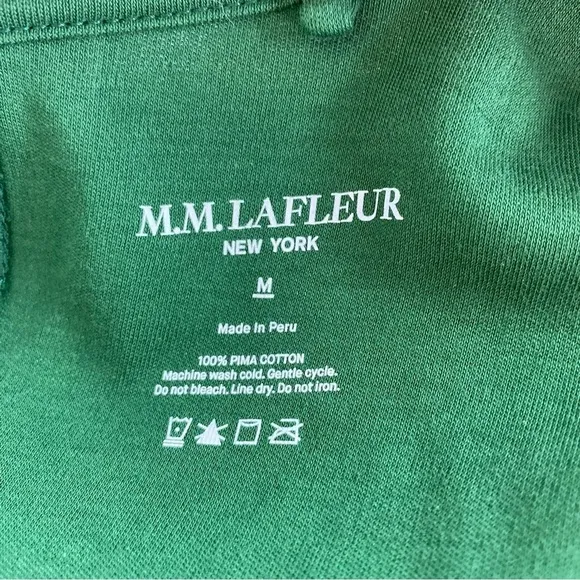 M.M.LAFLEUR
NEW YORK
M
Made In Peru
100% PIMA COTTON
Machine wash cold. Gentle cycle.
Do not bleach. Line dry. Do not iron.